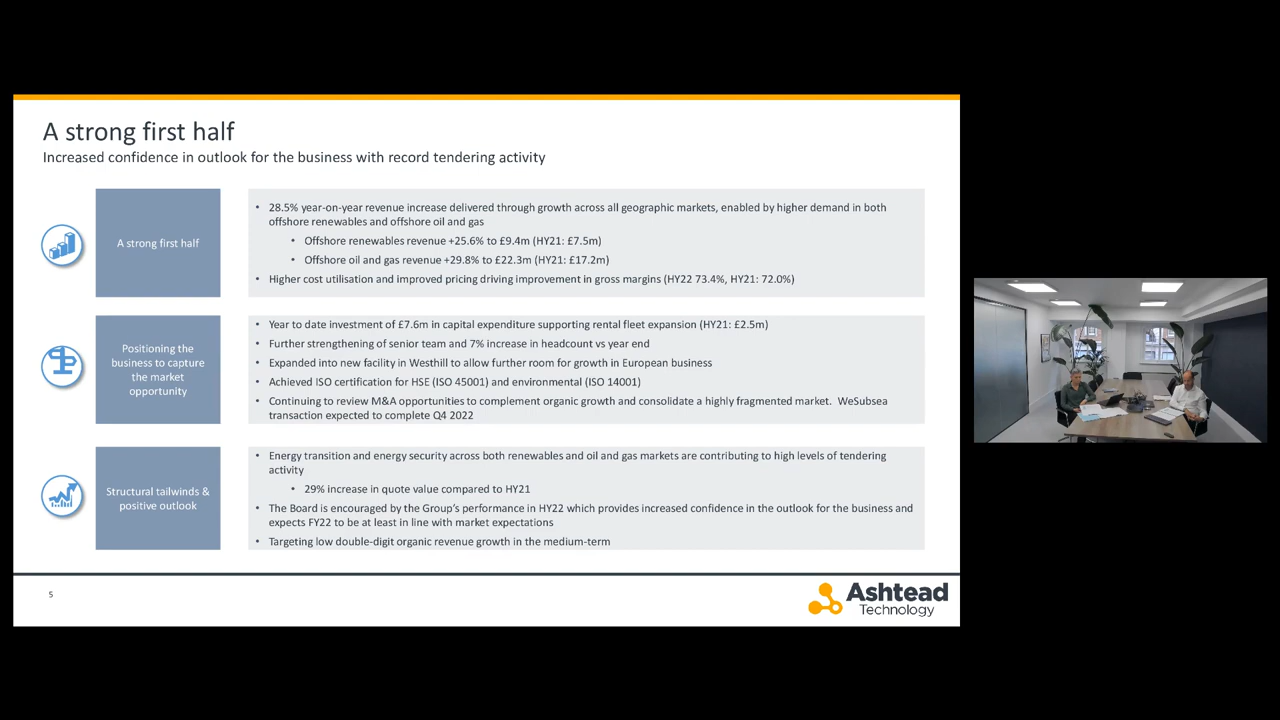 A strong first half
Increased confidence in outlook for the business with record tendering activity
A strong first half
• 28.5% year-on-year revenue increase delivered through growth across all geographic markets, enabled by higher demand in both
offshore renewables and offshore oil and gas
• Offshore renewables revenue +25.6% to £9.4m (HY21: £7.5m)
• Offshore oil and gas revenue +29.8% to £22.3m (HY21: £17.2m)
• Higher cost utilisation and improved pricing driving improvement in gross margins (HY22 73.4%, HY21: 72.0%)
Positioning the
business to capture
the market
opportunity
• Year to date investment of £7.6m in capital expenditure supporting rental fleet expansion (HY21: £2.5m)
• Further strengthening of senior team and 7% increase in headcount vs year end
• Expanded into new facility in Westhill to allow further room for growth in European business
• Achieved ISO certification for HSE (ISO 45001) and environmental (ISO 14001)
• Continuing to review M&A opportunities to complement organic growth and consolidate a highly fragmented market. WeSubsea
transaction expected to complete Q4 2022
Structural tailwinds &
positive outlook
• Energy transition and energy security across both renewables and oil and gas markets are contributing to high levels of tendering
activity
• 29% increase in quote value compared to HY21
• The Board is encouraged by the Group's performance in HY22 which provides increased confidence in the outlook for the business and
expects FY22 to be at least in line with market expectations
• Targeting low double-digit organic revenue growth in the medium-term
5
Ashtead
Technology